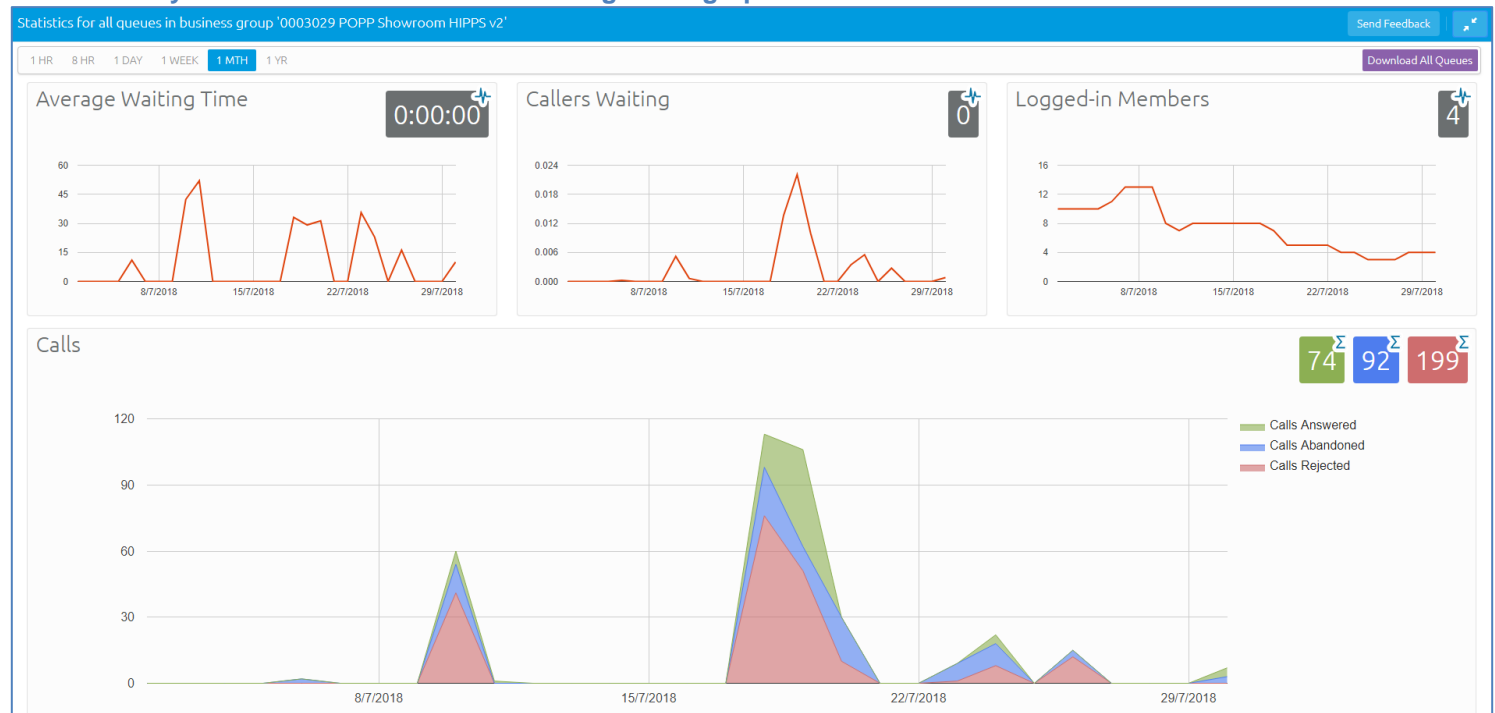 Statistics for all queues in business group '0003029 POPP Showroom HIPPS v2'
Send Feedback
1 HR 8 HR 1 DAY 1 WEEK 1 MTH 1 YR
Download All Queues
Average Waiting Time
0:00:00
60
45
30
15
0
8/7/2018 15/7/2018 22/7/2018 29/7/2018
Callers Waiting
0
0.024
0.018
0.012
0.006
0.000
8/7/2018 15/7/2018 22/7/2018 29/7/2018
Logged-in Members
4
16
12
8
4
0
8/7/2018 15/7/2018 22/7/2018 29/7/2018
Calls
Σ Σ Σ
74 92 199
120
90
60
30
0
8/7/2018 15/7/2018 22/7/2018 29/7/2018
Calls Answered
Calls Abandoned
Calls Rejected